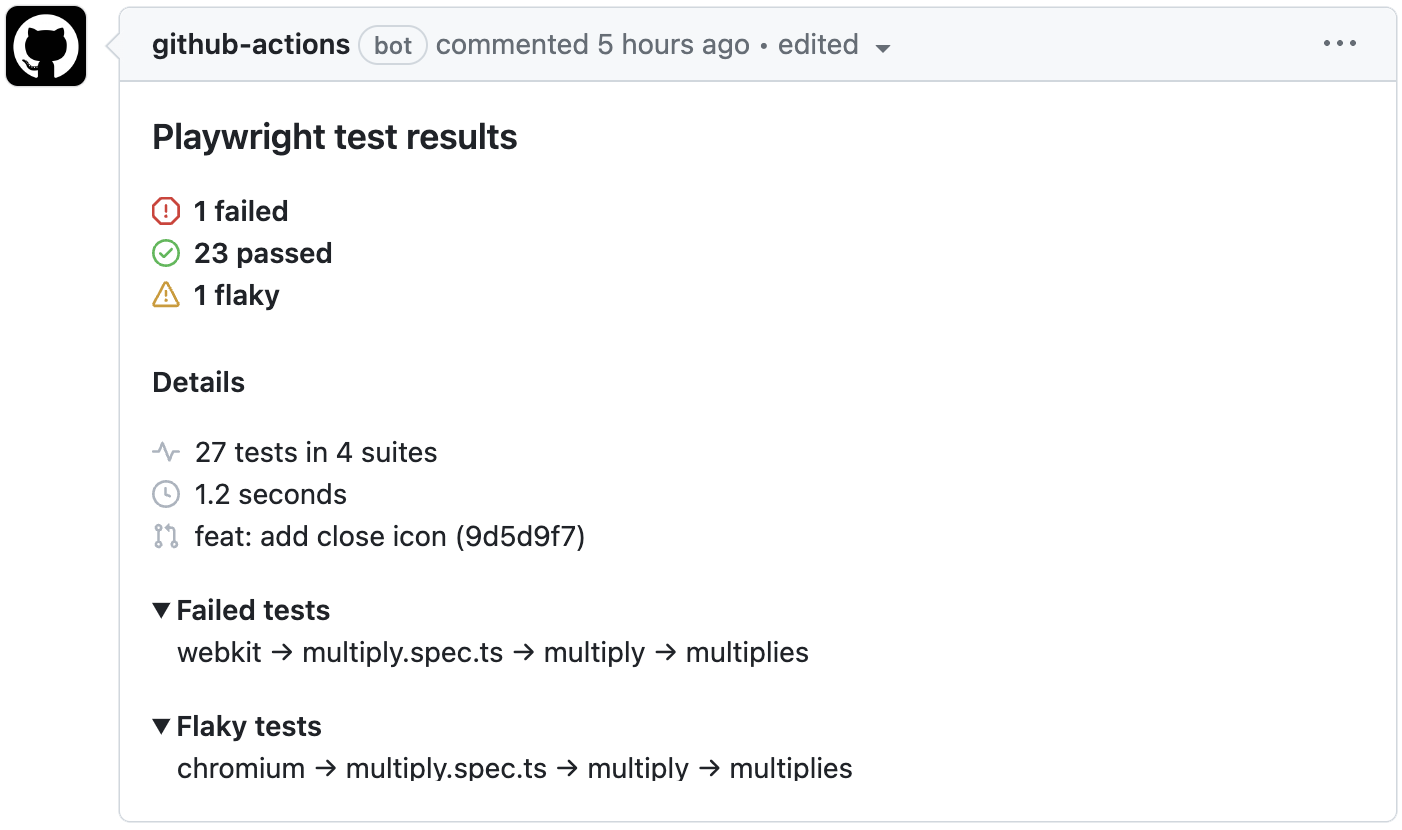 github-actions bot commented 5 hours ago • edited
Playwright test results
1 failed
23 passed
1 flaky
Details
27 tests in 4 suites
1.2 seconds
feat: add close icon (9d5d9f7)
Failed tests
webkit → multiply.spec.ts → multiply → multiplies
Flaky tests
chromium → multiply.spec.ts → multiply → multiplies